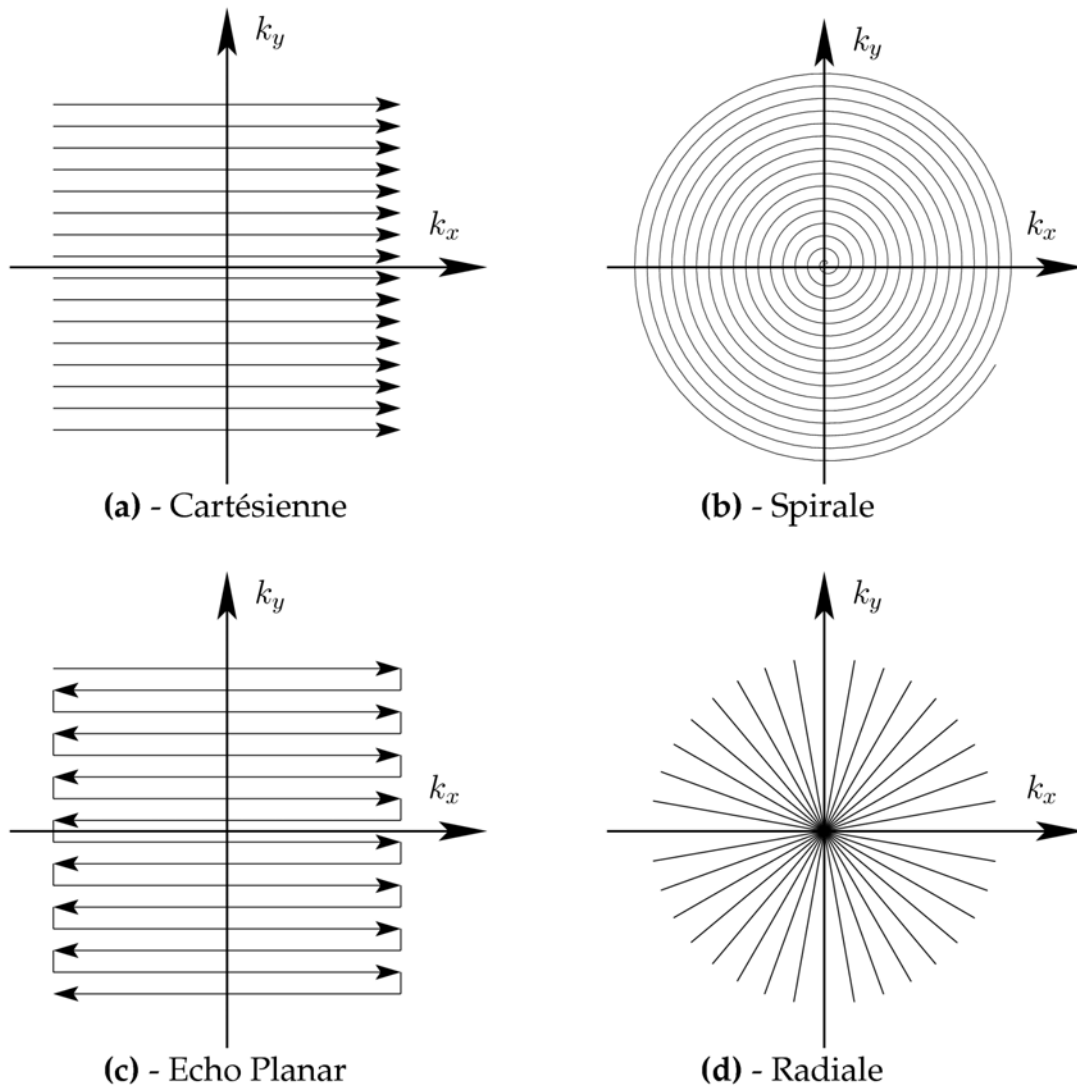 k_y
k_x
(a) - Cartésienne
k_y
k_x
(b) - Spirale
k_y
k_x
(c) - Echo Planar
k_y
k_x
(d) - Radiale